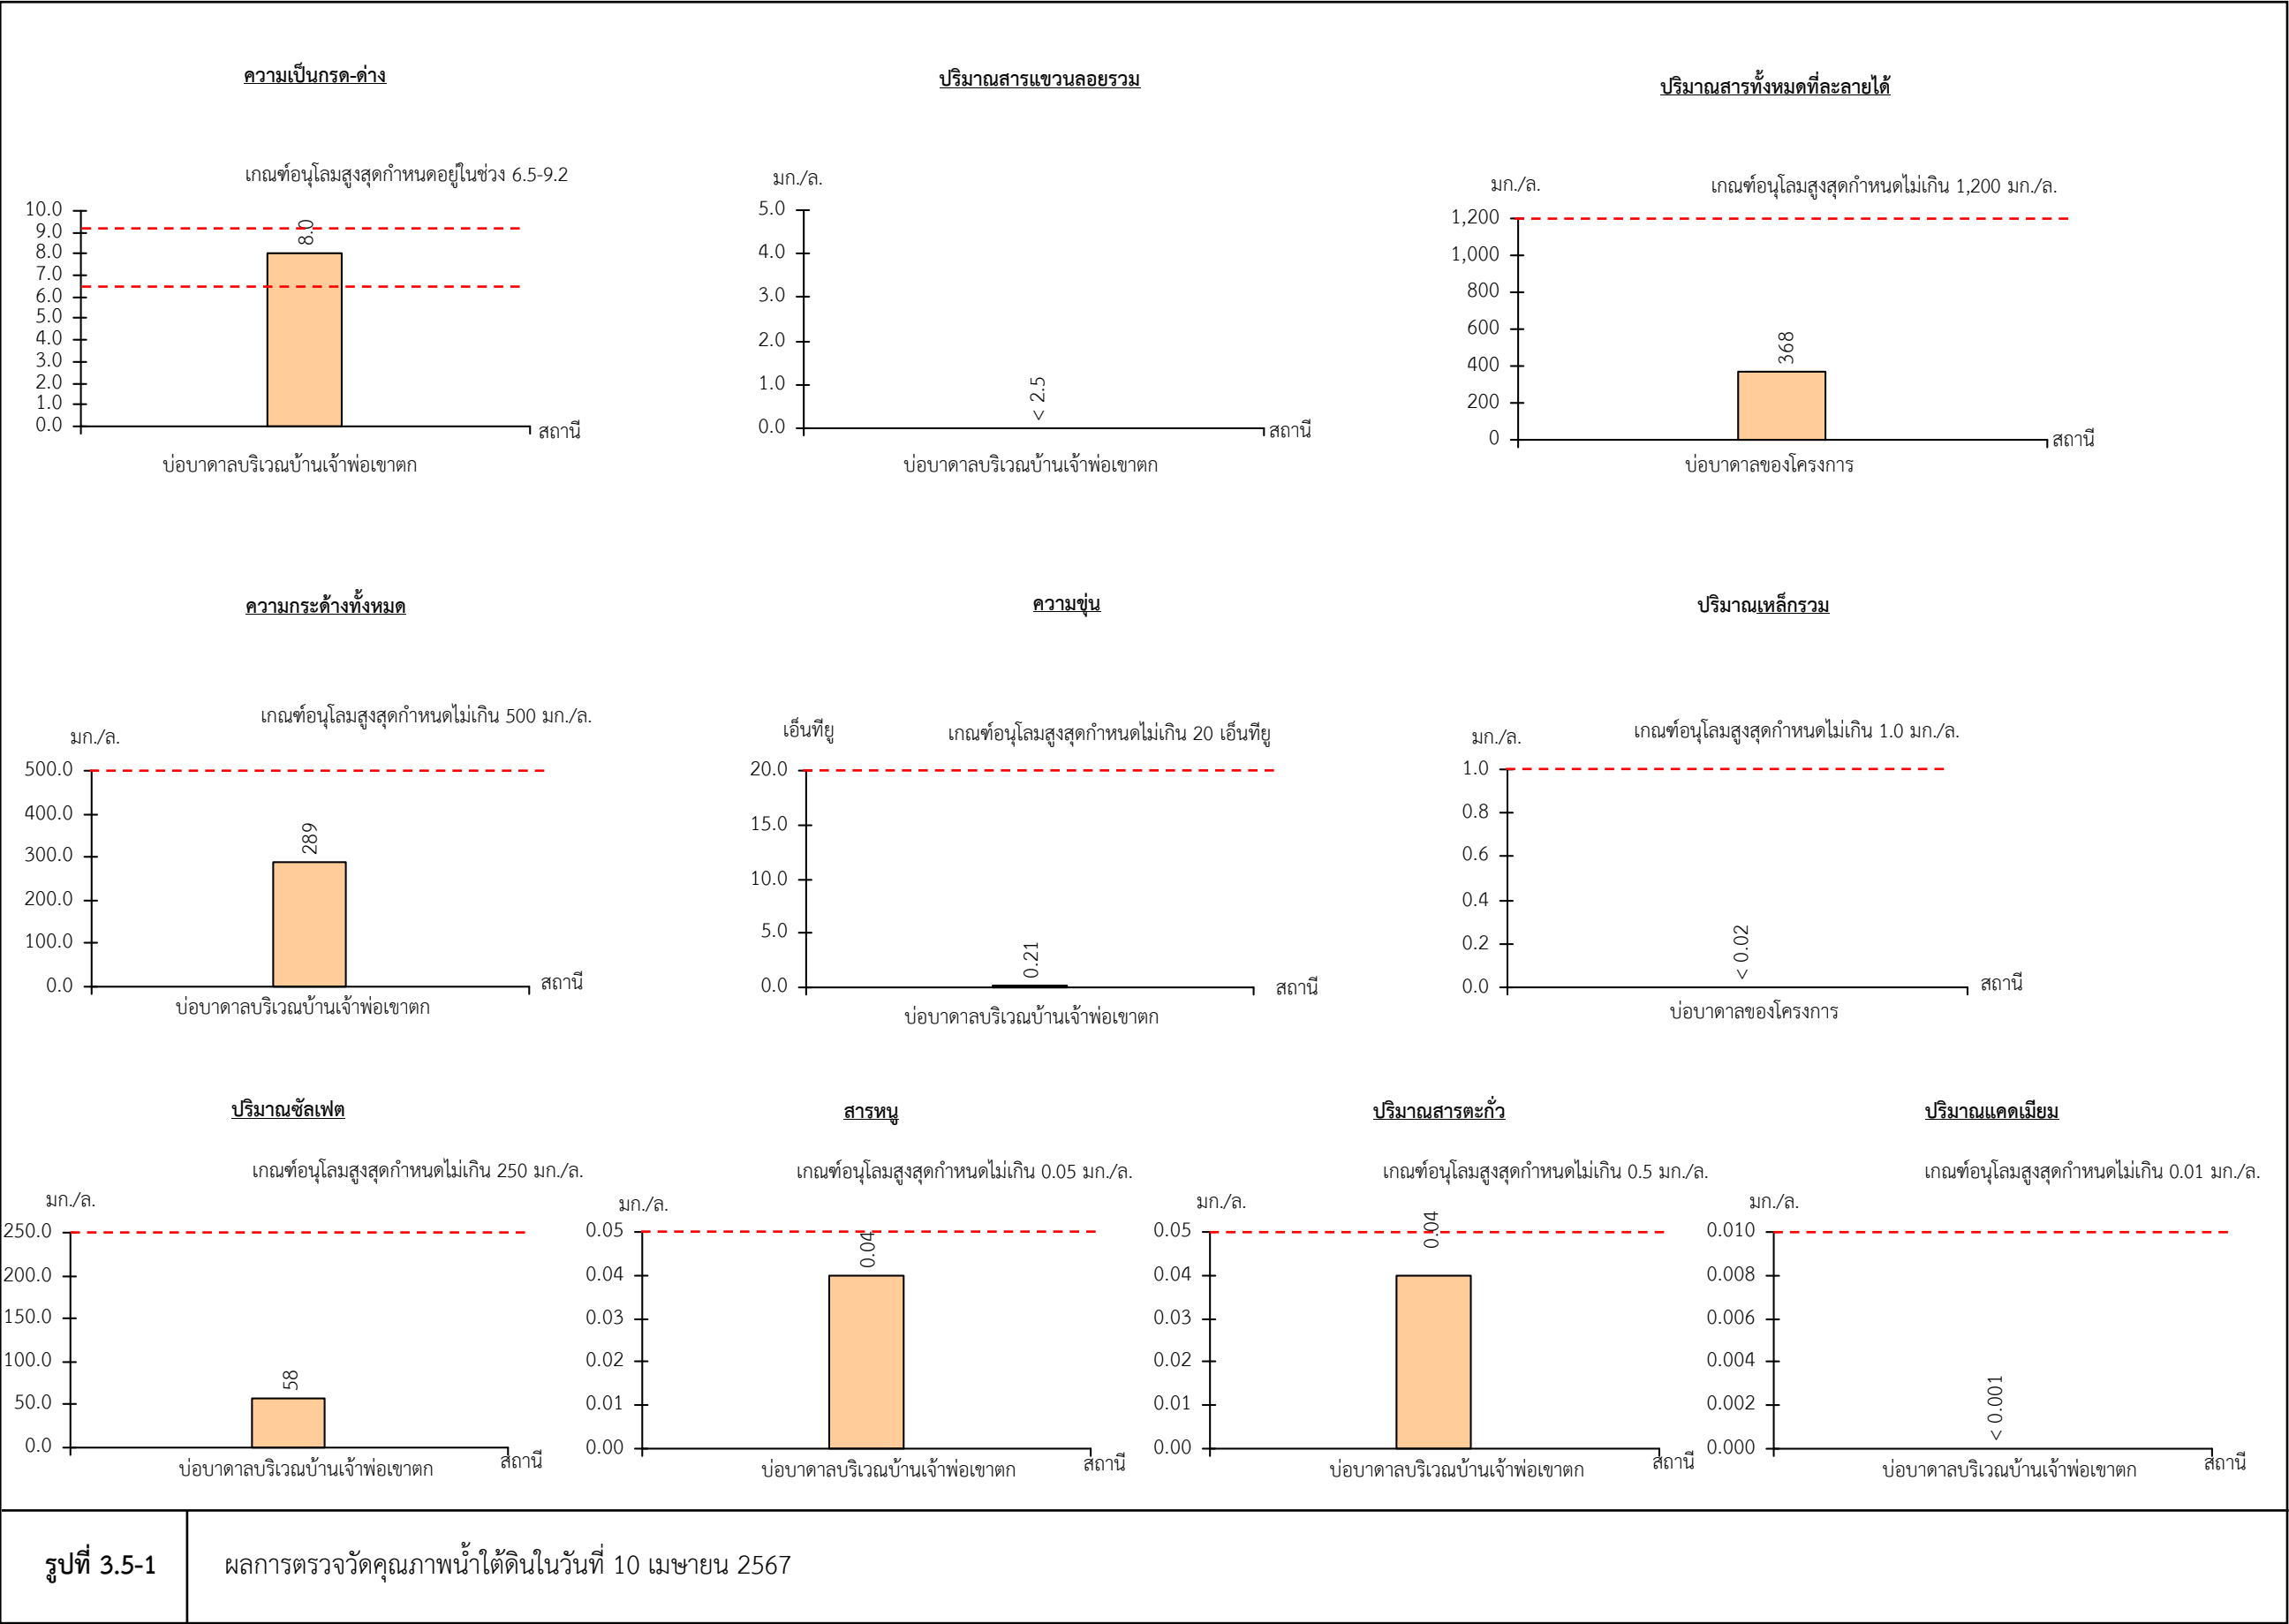 ความเป็นกรด-ด่าง
เกณฑ์อนุโลมสูงสุดกำหนดอยู่ในช่วง 6.5-9.2
10.0
9.0
8.0
7.0
6.0
5.0
4.0
3.0
2.0
1.0
0.0
8.0
สถานี
บ่อบาดาลบริเวณบ้านเจ้าพ่อเขาตก
ปริมาณสารแขวนลอยรวม
มก./ล.
5.0
4.0
3.0
2.0
1.0
0.0
< 2.5
สถานี
บ่อบาดาลบริเวณบ้านเจ้าพ่อเขาตก
ปริมาณสารทั้งหมดที่ละลายได้
มก./ล.
เกณฑ์อนุโลมสูงสุดกำหนดไม่เกิน 1,200 มก./ล.
1,200
1,000
800
600
400
200
0
368
สถานี
บ่อบาดาลของโครงการ
ความกระด้างทั้งหมด
เกณฑ์อนุโลมสูงสุดกำหนดไม่เกิน 500 มก./ล.
มก./ล.
500.0
400.0
300.0
200.0
100.0
0.0
289
สถานี
บ่อบาดาลบริเวณบ้านเจ้าพ่อเขาตก
ความขุ่น
เอ็นทียู
เกณฑ์อนุโลมสูงสุดกำหนดไม่เกิน 20 เอ็นทียู
20.0
15.0
10.0
5.0
0.0
0.21
สถานี
บ่อบาดาลบริเวณบ้านเจ้าพ่อเขาตก
ปริมาณเหล็กรวม
เกณฑ์อนุโลมสูงสุดกำหนดไม่เกิน 1.0 มก./ล.
มก./ล.
1.0
0.8
0.6
0.4
0.2
0.0
< 0.02
สถานี
บ่อบาดาลของโครงการ
ปริมาณซัลเฟต
เกณฑ์อนุโลมสูงสุดกำหนดไม่เกิน 250 มก./ล.
มก./ล.
250.0
200.0
150.0
100.0
50.0
0.0
58
สถานี
บ่อบาดาลบริเวณบ้านเจ้าพ่อเขาตก
สารหนู
เกณฑ์อนุโลมสูงสุดกำหนดไม่เกิน 0.05 มก./ล.
มก./ล.
0.05
0.04
0.03
0.02
0.01
0.00
0.04
สถานี
บ่อบาดาลบริเวณบ้านเจ้าพ่อเขาตก
ปริมาณสารตะกั่ว
เกณฑ์อนุโลมสูงสุดกำหนดไม่เกิน 0.5 มก./ล.
มก./ล.
0.05
0.04
0.03
0.02
0.01
0.00
0.04
สถานี
บ่อบาดาลบริเวณบ้านเจ้าพ่อเขาตก
ปริมาณแคดเมียม
เกณฑ์อนุโลมสูงสุดกำหนดไม่เกิน 0.01 มก./ล.
มก./ล.
0.010
0.008
0.006
0.004
0.002
0.000
< 0.001
สถานี
บ่อบาดาลบริเวณบ้านเจ้าพ่อเขาตก
รูปที่ 3.5-1
ผลการตรวจวัดคุณภาพน้ำใต้ดินในวันที่ 10 เมษายน 2567